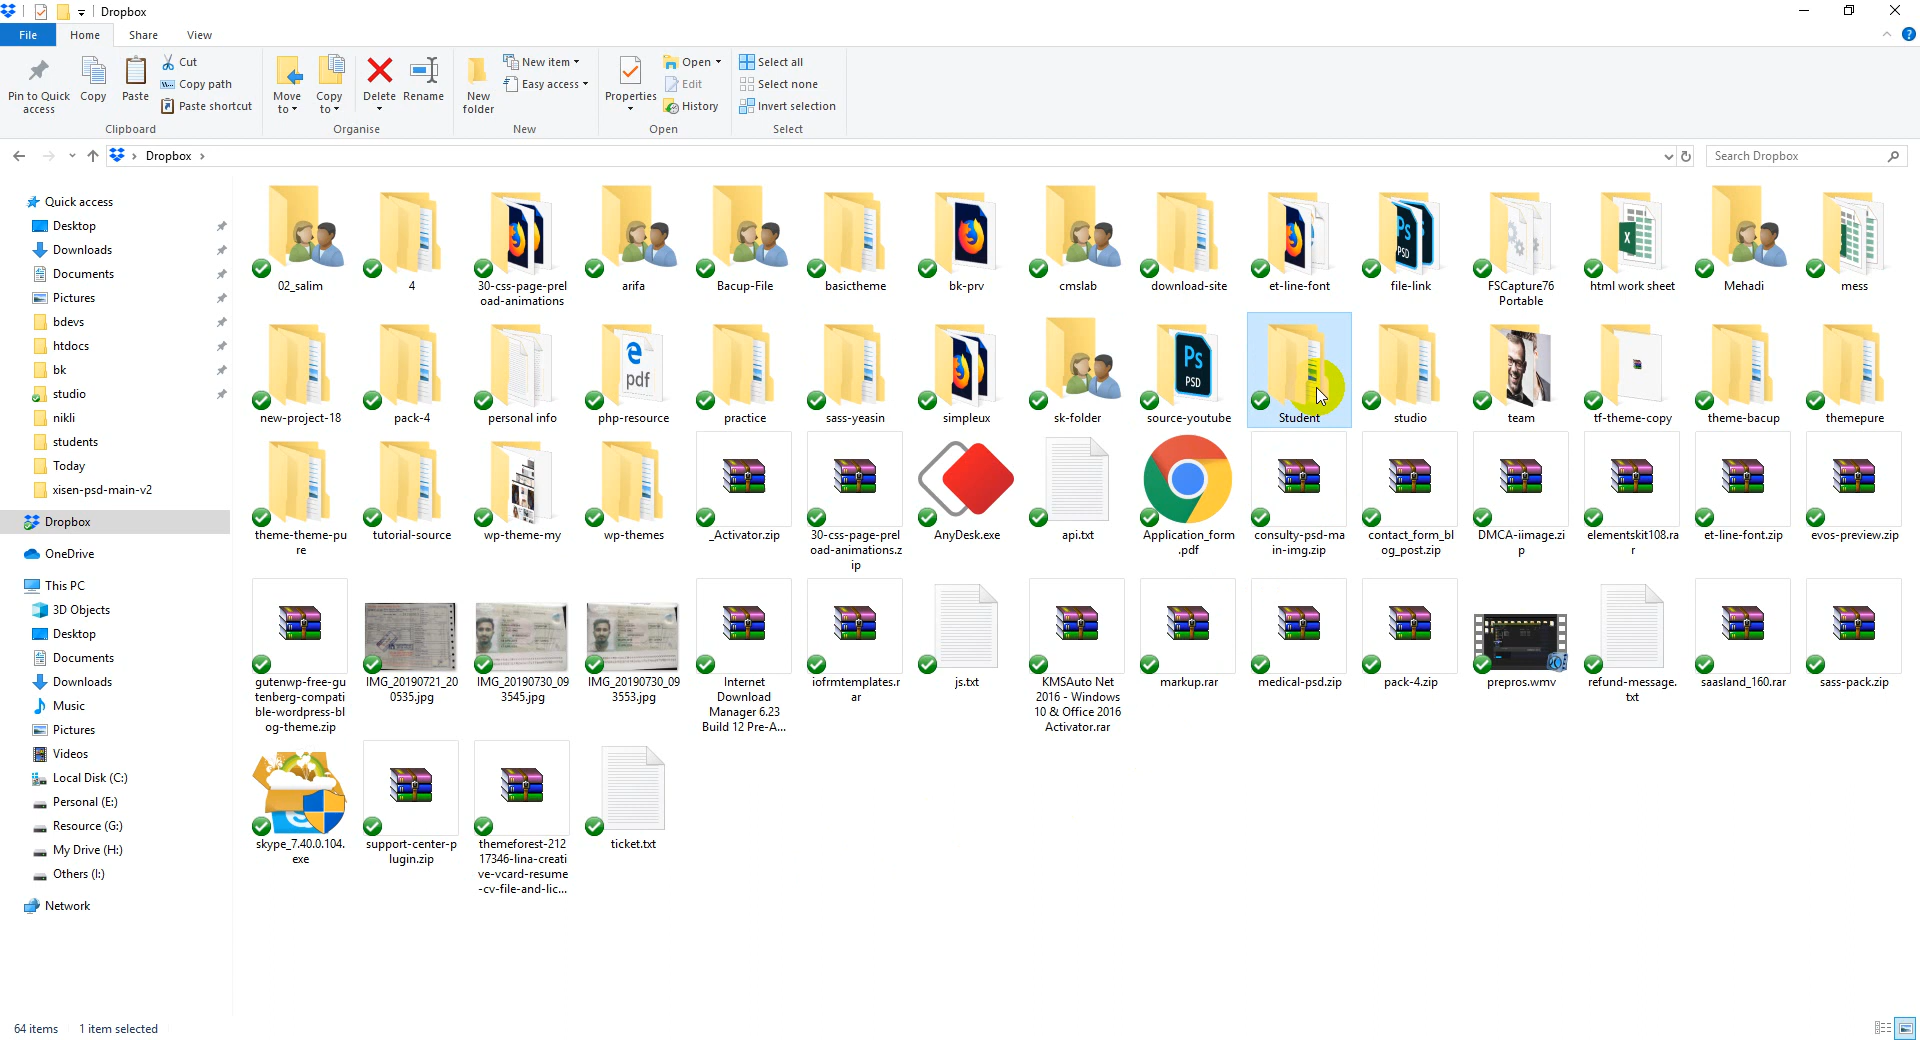 Dropbox
File Home Share View
Pin to Quick access
Copy
Paste
Cut
Copy path
Paste shortcut
Clipboard
Move to
Copy to
Delete
Rename
Organise
New folder
New item
Easy access
New
Properties
Open
Edit
History
Open
Select all
Select none
Invert selection
Select
Dropbox
Search Dropbox
Quick access
Desktop
Downloads
Documents
Pictures
bdevs
htdocs
bk
studio
nikli
students
Today
xisen-psd-main-v2
Dropbox
OneDrive
This PC
3D Objects
Desktop
Documents
Downloads
Music
Pictures
Videos
Local Disk (C:)
Personal (E:)
Resource (G:)
My Drive (H:)
Others (I:)
Network
02_salim
4
30-css-page-prel
oad-animations
arifa
Bacup-File
basictheme
bk-prv
cmslab
download-site
et-line-font
file-link
FSCapture76
Portable
html work sheet
Mehadi
mess
new-project-18
pack-4
personal info
php-resource
practice
sass-yeasin
simpleux
sk-folder
source-youtube
Student
studio
team
tf-theme-copy
theme-bacup
themepure
theme-theme-pu
re
tutorial-source
wp-theme-my
wp-themes
_Activator.zip
30-css-page-prel
oad-animations.z
ip
AnyDesk.exe
api.txt
Application_form
.pdf
consulty-psd-ma
in-img.zip
contact_form_bl
og_post.zip
DMCA-iimage.zi
p
elementskit108.ra
r
et-line-font.zip
evos-preview.zip
gutenwp-free-gu
tenberg-compati
ble-wordpress-bl
og-theme.zip
IMG_20190721_20
0535.jpg
IMG_20190730_09
3545.jpg
IMG_20190730_09
3553.jpg
Internet
Download
Manager 6.23
Build 12 Pre-A...
iofrmtemplates.r
ar
js.txt
KMSAuto Net
2016 - Windows
10 & Office 2016
Activator.rar
markup.rar
medical-psd.zip
pack-4.zip
prepros.wmv
refund-message.
txt
saasland_160.rar
sass-pack.zip
skype_7.40.0.104.
exe
support-center-p
lugin.zip
themeforest-212
17346-lina-creati
ve-vcard-resume
-cv-file-and-lic...
ticket.txt
64 items 1 item selected